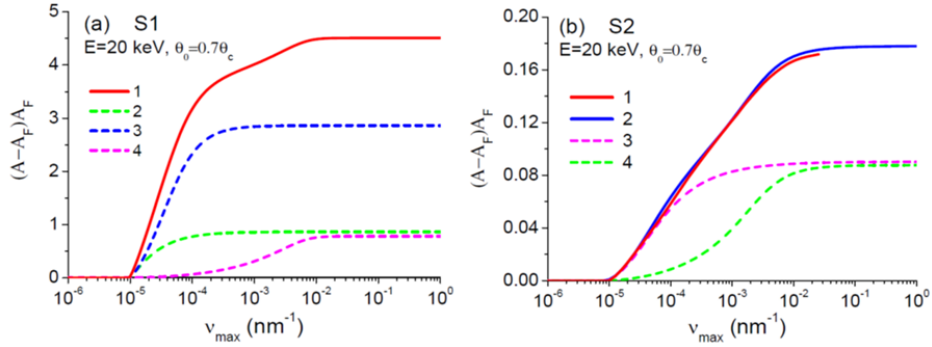 (a) S1
E=20 keV, θ₀=0.7θc
1
2
3
4
(A−AF)AF
5
4
3
2
1
0
10⁻⁶ 10⁻⁵ 10⁻⁴ 10⁻³ 10⁻² 10⁻¹ 10⁰
νmax (nm⁻¹)
(b) S2
E=20 keV, θ₀=0.7θc
1
2
3
4
(A−AF)AF
0.20
0.16
0.12
0.08
0.04
0.00
10⁻⁶ 10⁻⁵ 10⁻⁴ 10⁻³ 10⁻² 10⁻¹ 10⁰
νmax (nm⁻¹)